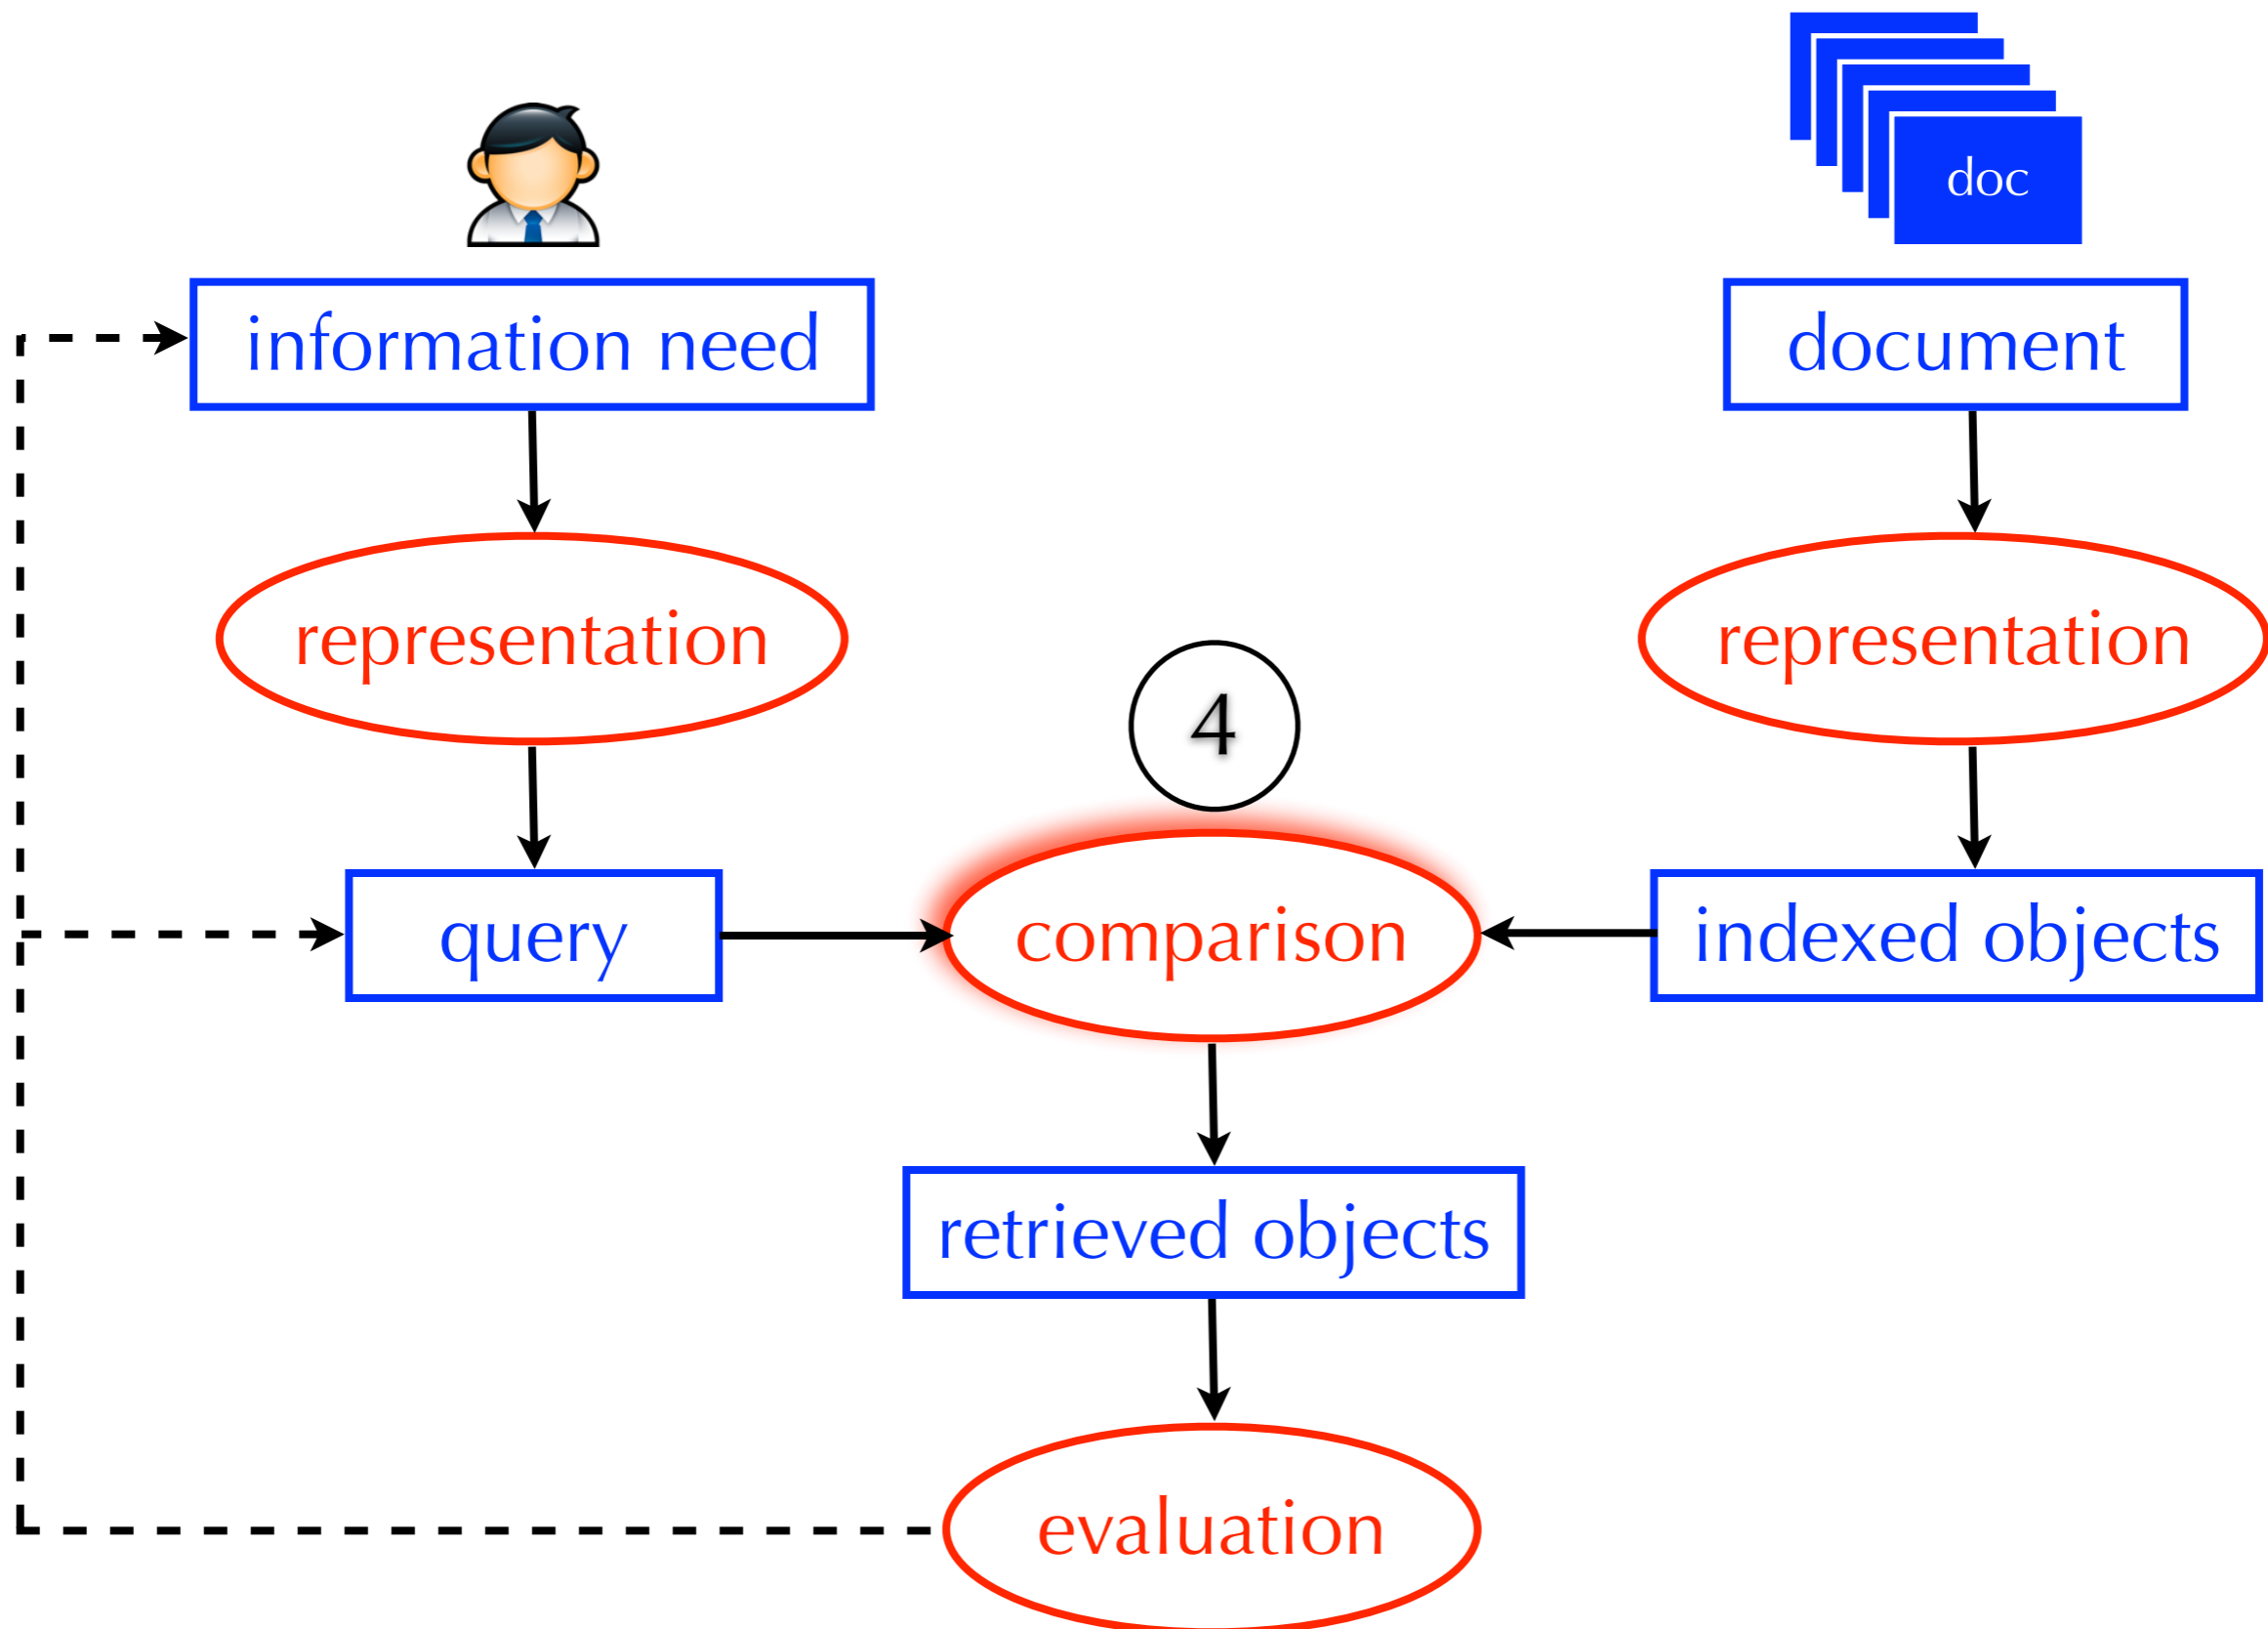 doc
information need
document
representation
representation
4
query
comparison
indexed objects
retrieved objects
evaluation